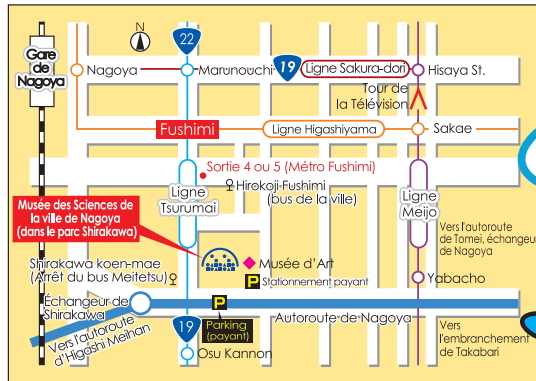 N
22
Gare
de
Nagoya
Nagoya
Marunouchi
19
Ligne Sakura-dori
Hisaya St.
Tour de
la Télévision
Fushimi
Ligne Higashiyama
Sakae
Sortie 4 ou 5 (Métro Fushimi)
Hirokoji-Fushimi
(bus de la ville)
Ligne
Tsurumai
Ligne
Meijo
Musée des Sciences de
la ville de Nagoya
(dans le parc Shirakawa)
Vers l'autoroute
de Tomei, échangeur
de Nagoya
Musée d'Art
Shirakawa koen-mae
(Arrêt du bus Meitetsu)
P Stationnement payant
Yabacho
Échangeur de
Shirakawa
P
Parking
(payant)
Autoroute de Nagoya
Vers l'autoroute
d'Higashi Meihan
19
Osu Kannon
Vers
l'embranchement
de Takabari